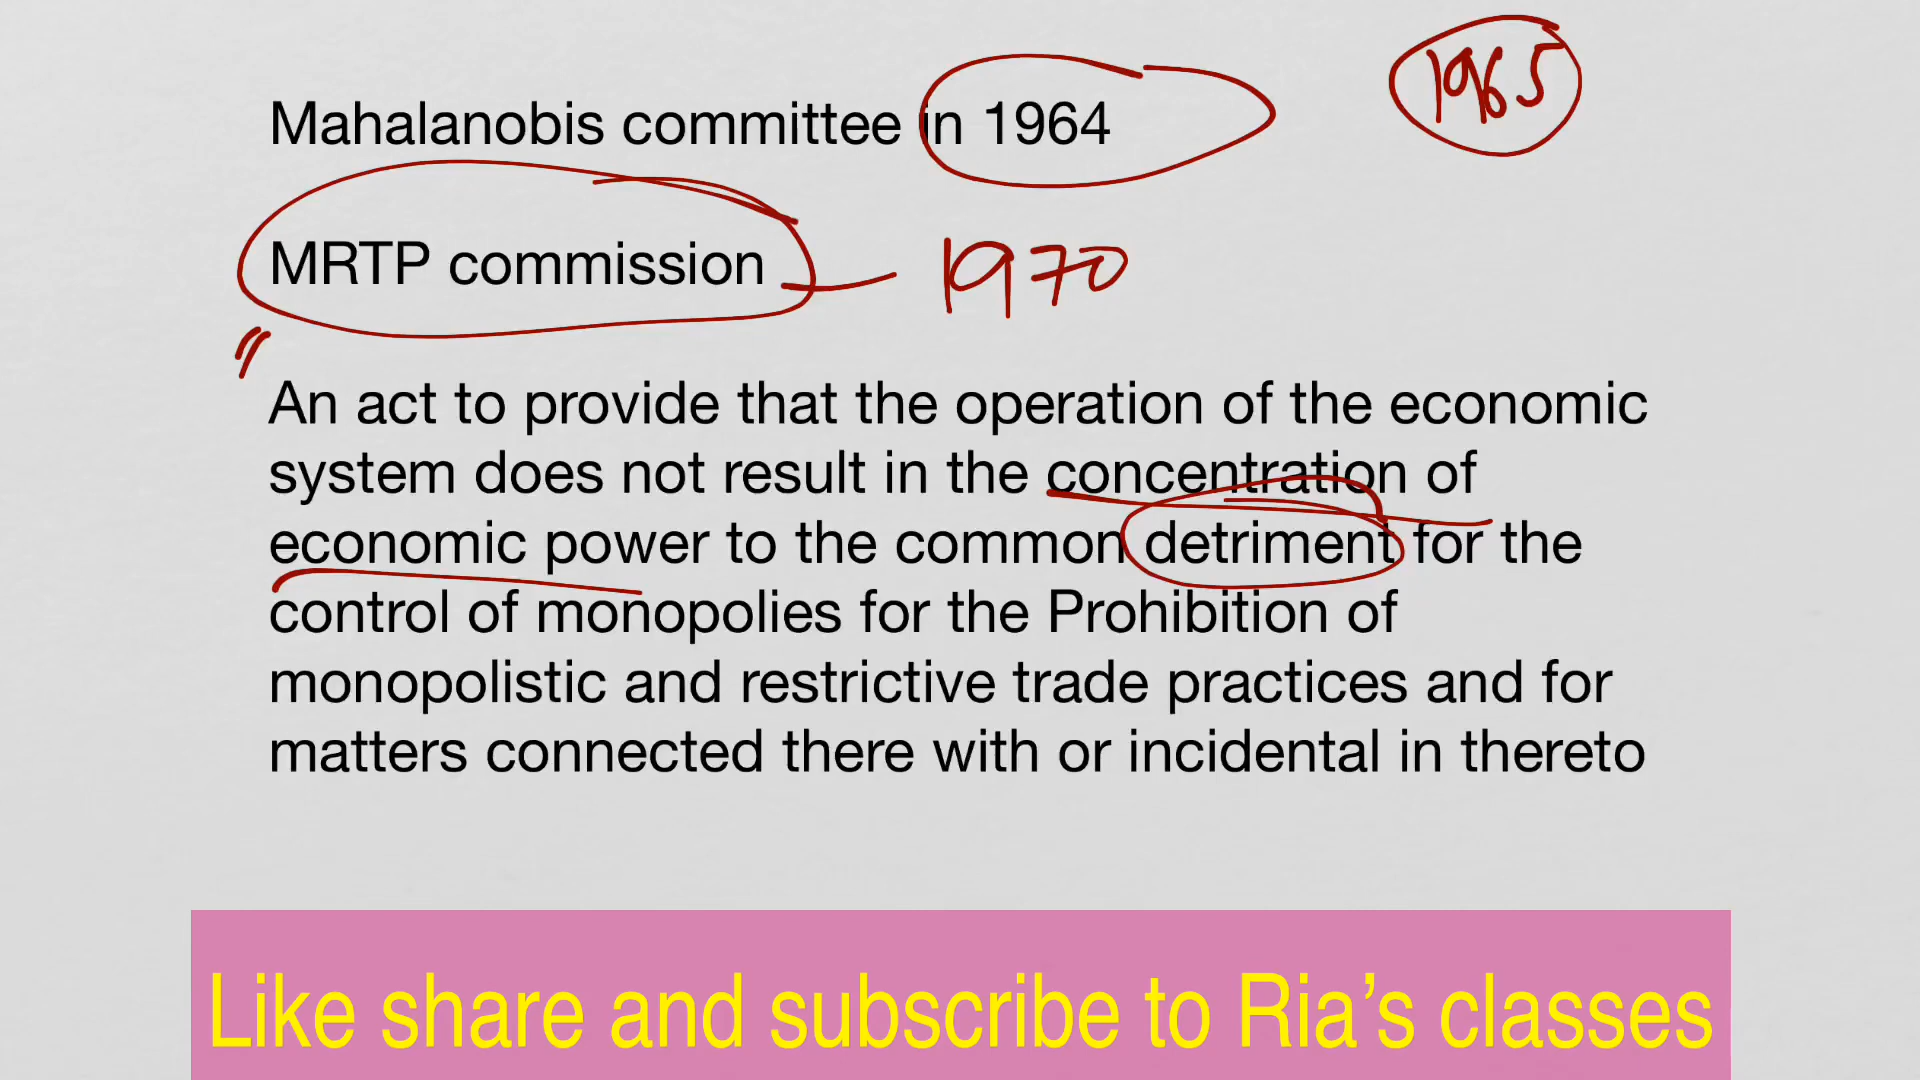 Mahalanobis committee in 1964
1965
MRTP commission
1970
An act to provide that the operation of the economic
system does not result in the concentration of
economic power to the common detriment for the
control of monopolies for the Prohibition of
monopolistic and restrictive trade practices and for
matters connected there with or incidental in thereto
Like share and subscribe to Ria’s classes